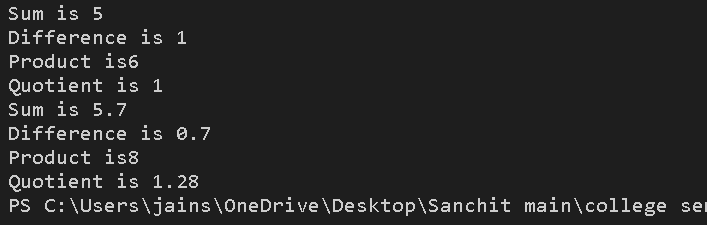 Sum is 5
Difference is 1
Product is6
Quotient is 1
Sum is 5.7
Difference is 0.7
Product is8
Quotient is 1.28
PS C:\Users\jains\OneDrive\Desktop\Sanchit main\college